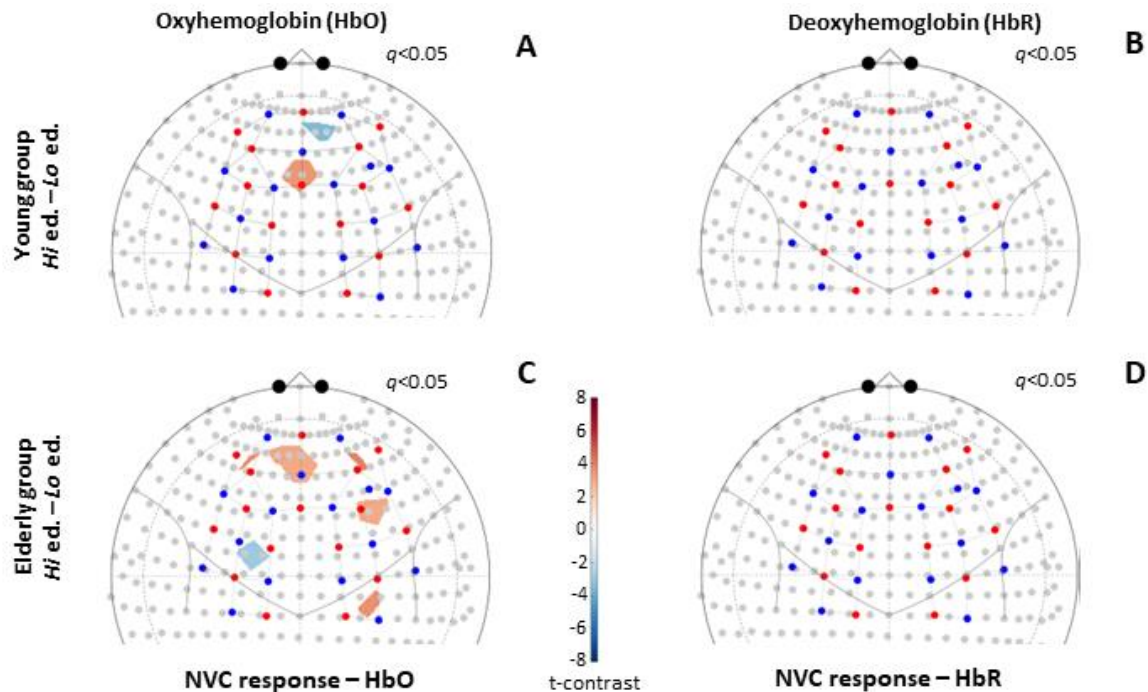 Oxyhemoglobin (HbO)
Deoxyhemoglobin (HbR)
A
q<0.05
B
q<0.05
Young group
Hi ed. – Lo ed.
C
q<0.05
D
q<0.05
Elderly group
Hi ed. – Lo ed.
8
6
4
2
0
-2
-4
-6
-8
t-contrast
NVC response – HbO
NVC response – HbR